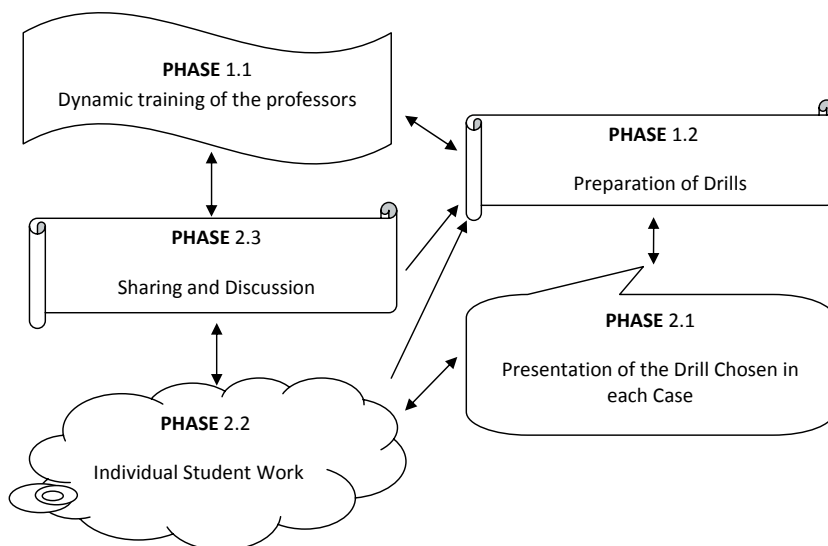 PHASE 1.1
Dynamic training of the professors
PHASE 1.2
Preparation of Drills
PHASE 2.3
Sharing and Discussion
PHASE 2.1
Presentation of the Drill Chosen in
each Case
PHASE 2.2
Individual Student Work